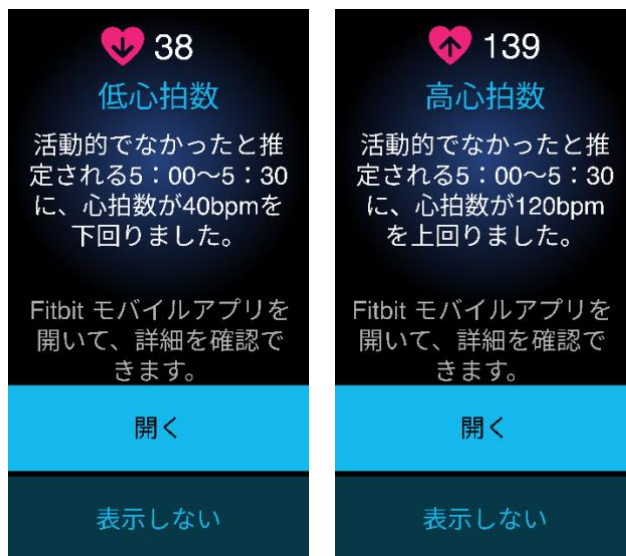 38
低心拍数
活動的でなかったと推
定される5：00～5：30
に、心拍数が40bpmを
下回りました。
Fitbit モバイルアプリを
開いて、詳細を確認で
きます。
開く
表示しない
139
高心拍数
活動的でなかったと推
定される5：00～5：30
に、心拍数が120bpm
を上回りました。
Fitbit モバイルアプリを
開いて、詳細を確認で
きます。
開く
表示しない